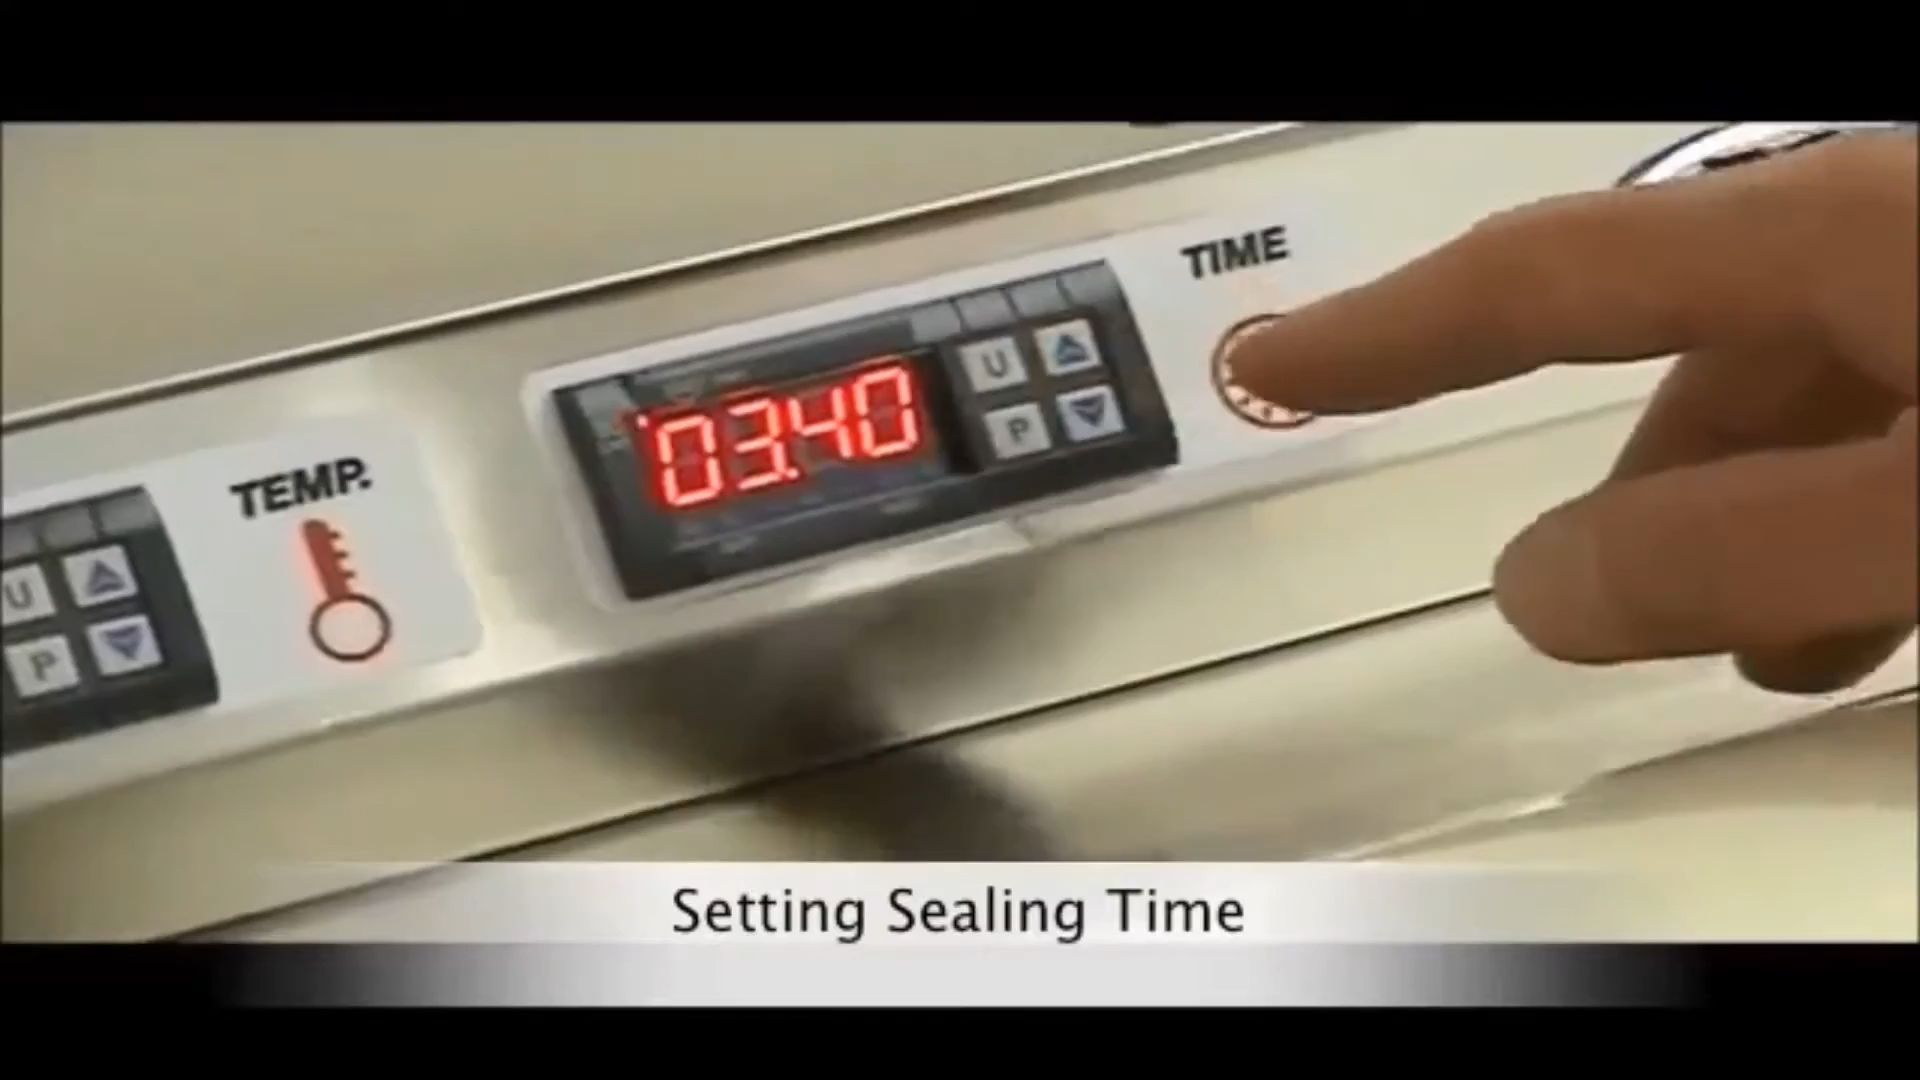 TIME
U
03.40
P
TEMP.
U
P
Setting Sealing Time